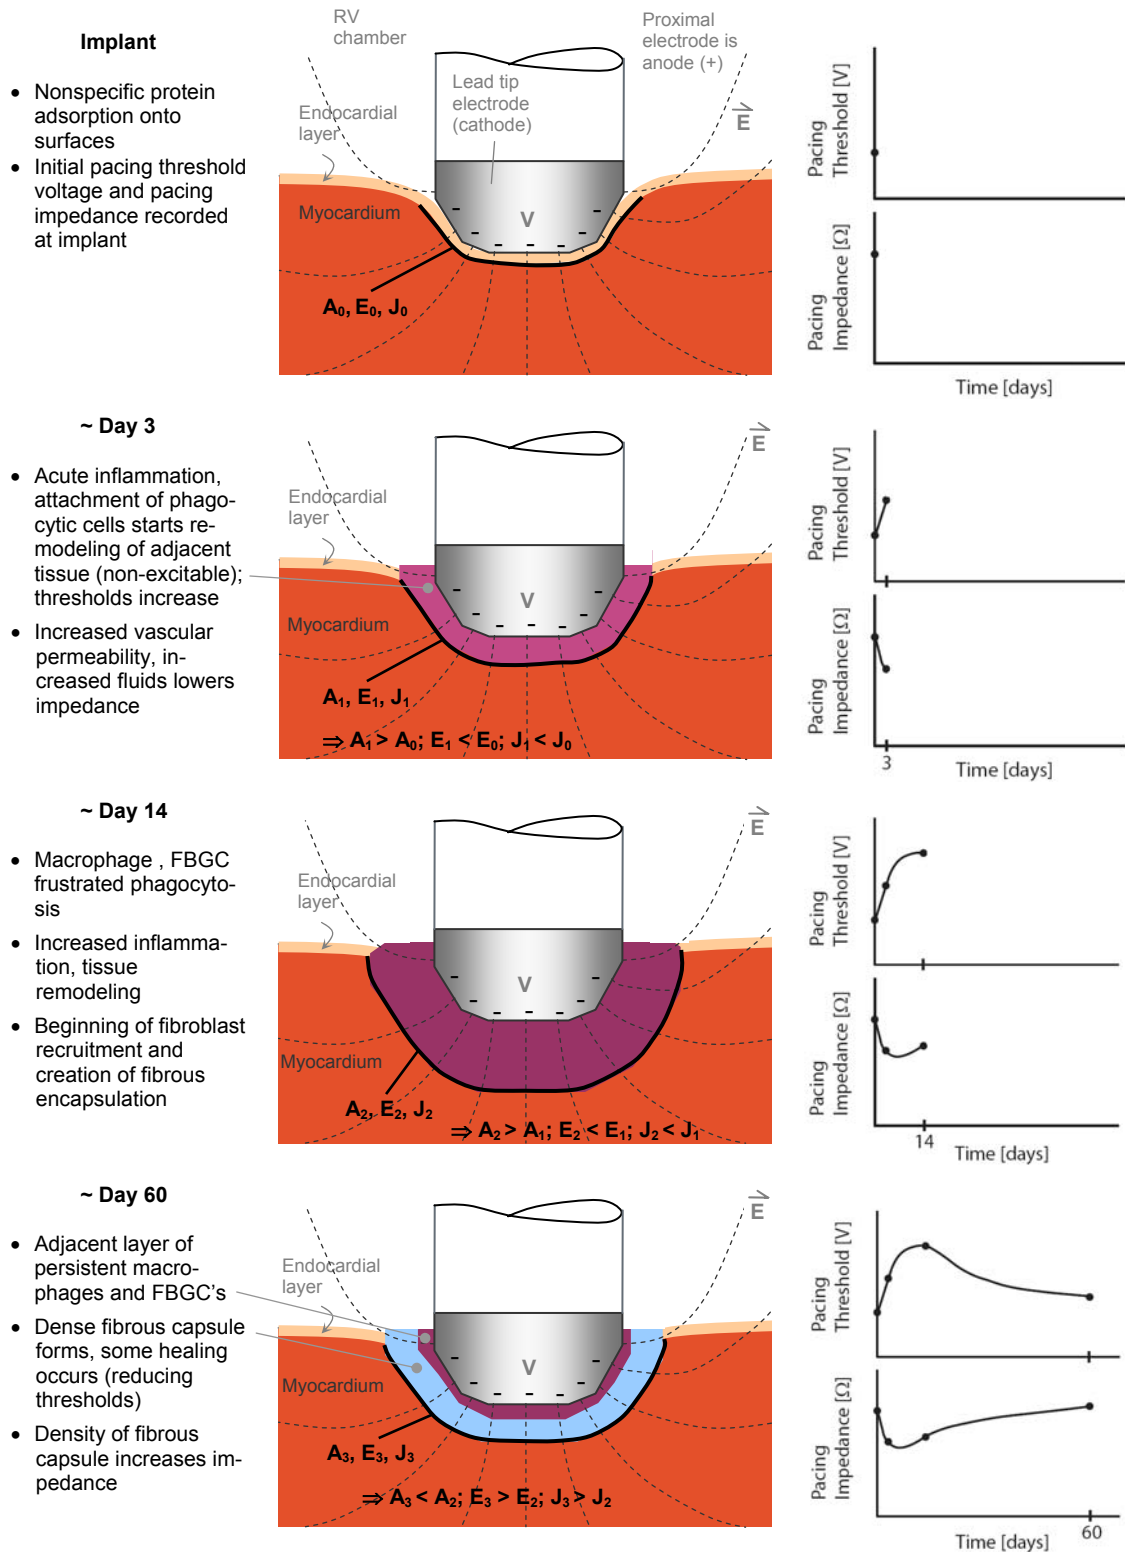 Implant
• Nonspecific protein
adsorption onto
surfaces
• Initial pacing threshold
voltage and pacing
impedance recorded
at implant
RV
chamber
Proximal
electrode is
anode (+)
Lead tip
electrode
(cathode)
Endocardial
layer
E
Myocardium
V
- - - - - - - -
A₀, E₀, J₀
Pacing
Threshold [V]
Pacing
Impedance [Ω]
Time [days]
~ Day 3
• Acute inflammation,
attachment of phago-
cytic cells starts re-
modeling of adjacent
tissue (non-excitable);
thresholds increase
• Increased vascular
permeability, in-
creased fluids lowers
impedance
E
Endocardial
layer
V
- - - - - - - -
Myocardium
A₁, E₁, J₁
⇒ A₁ > A₀; E₁ < E₀; J₁ < J₀
Pacing
Threshold [V]
Pacing
Impedance [Ω]
3
Time [days]
~ Day 14
• Macrophage , FBGC
frustrated phagocyto-
sis
• Increased inflamma-
tion, tissue
remodeling
• Beginning of fibroblast
recruitment and
creation of fibrous
encapsulation
E
Endocardial
layer
V
- - - - - - - -
Myocardium
A₂, E₂, J₂
⇒ A₂ > A₁; E₂ < E₁; J₂ < J₁
Pacing
Threshold [V]
Pacing
Impedance [Ω]
14
Time [days]
~ Day 60
• Adjacent layer of
persistent macro-
phages and FBGC's
• Dense fibrous capsule
forms, some healing
occurs (reducing
thresholds)
• Density of fibrous
capsule increases im-
pedance
E
Endocardial
layer
V
- - - - - - - -
Myocardium
A₃, E₃, J₃
⇒ A₃ < A₂; E₃ > E₂; J₃ > J₂
Pacing
Threshold [V]
Pacing
Impedance [Ω]
60
Time [days]